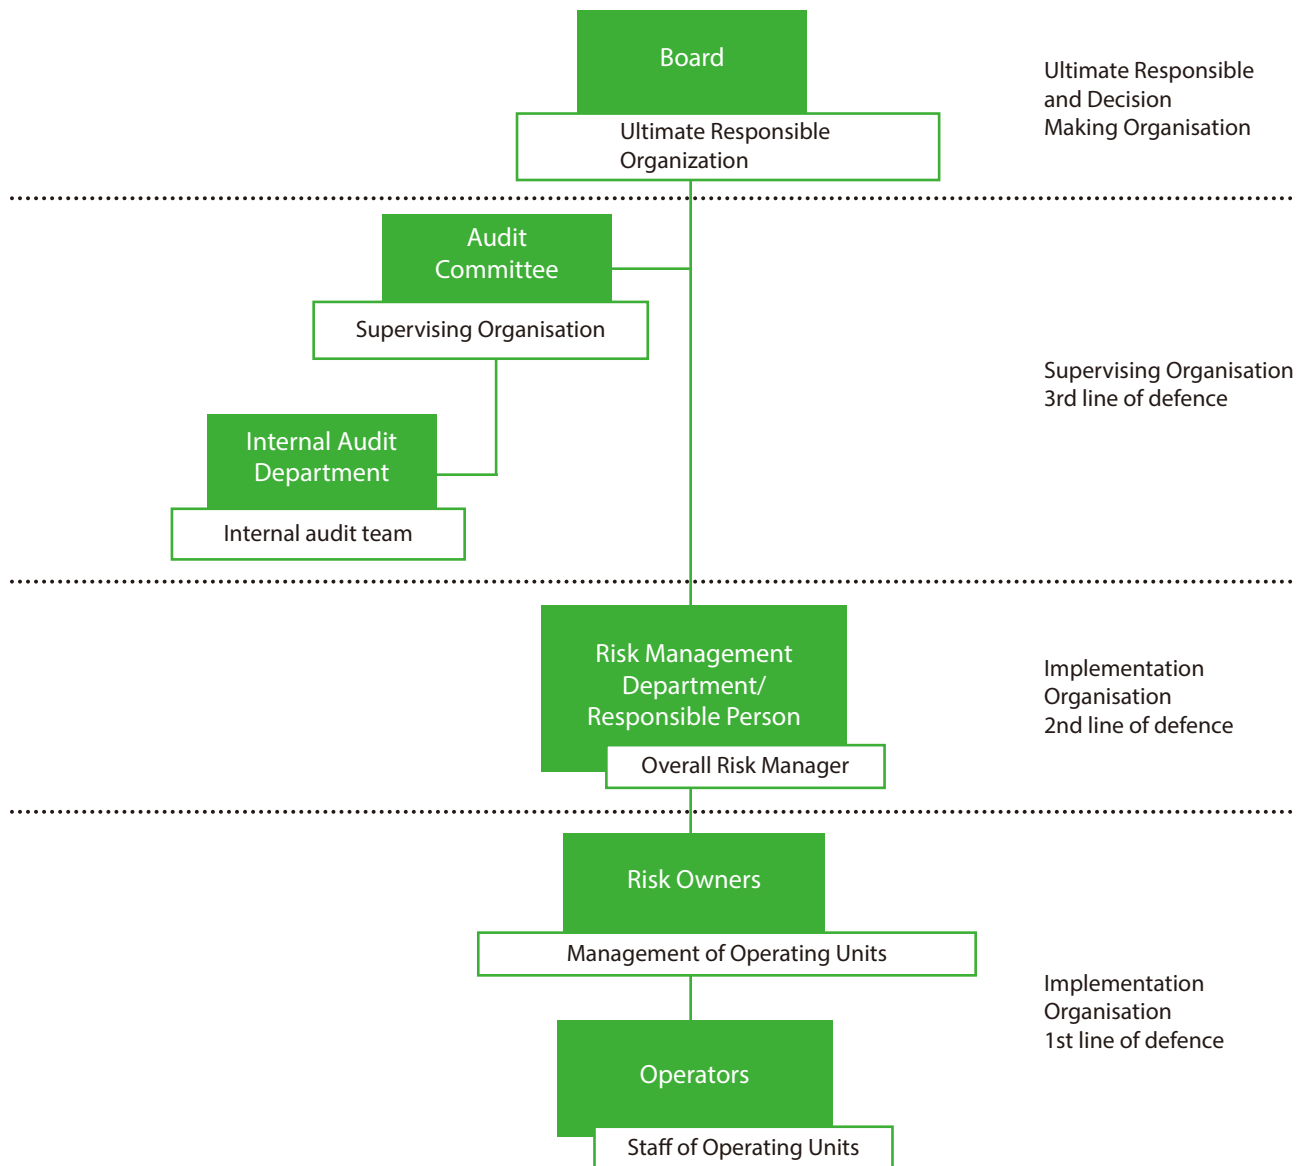 Board
Ultimate Responsible
Organization
Ultimate Responsible
and Decision
Making Organisation
Audit
Committee
Supervising Organisation
Internal Audit
Department
Internal audit team
Supervising Organisation
3rd line of defence
Risk Management
Department/
Responsible Person
Overall Risk Manager
Implementation
Organisation
2nd line of defence
Risk Owners
Management of Operating Units
Operators
Staff of Operating Units
Implementation
Organisation
1st line of defence